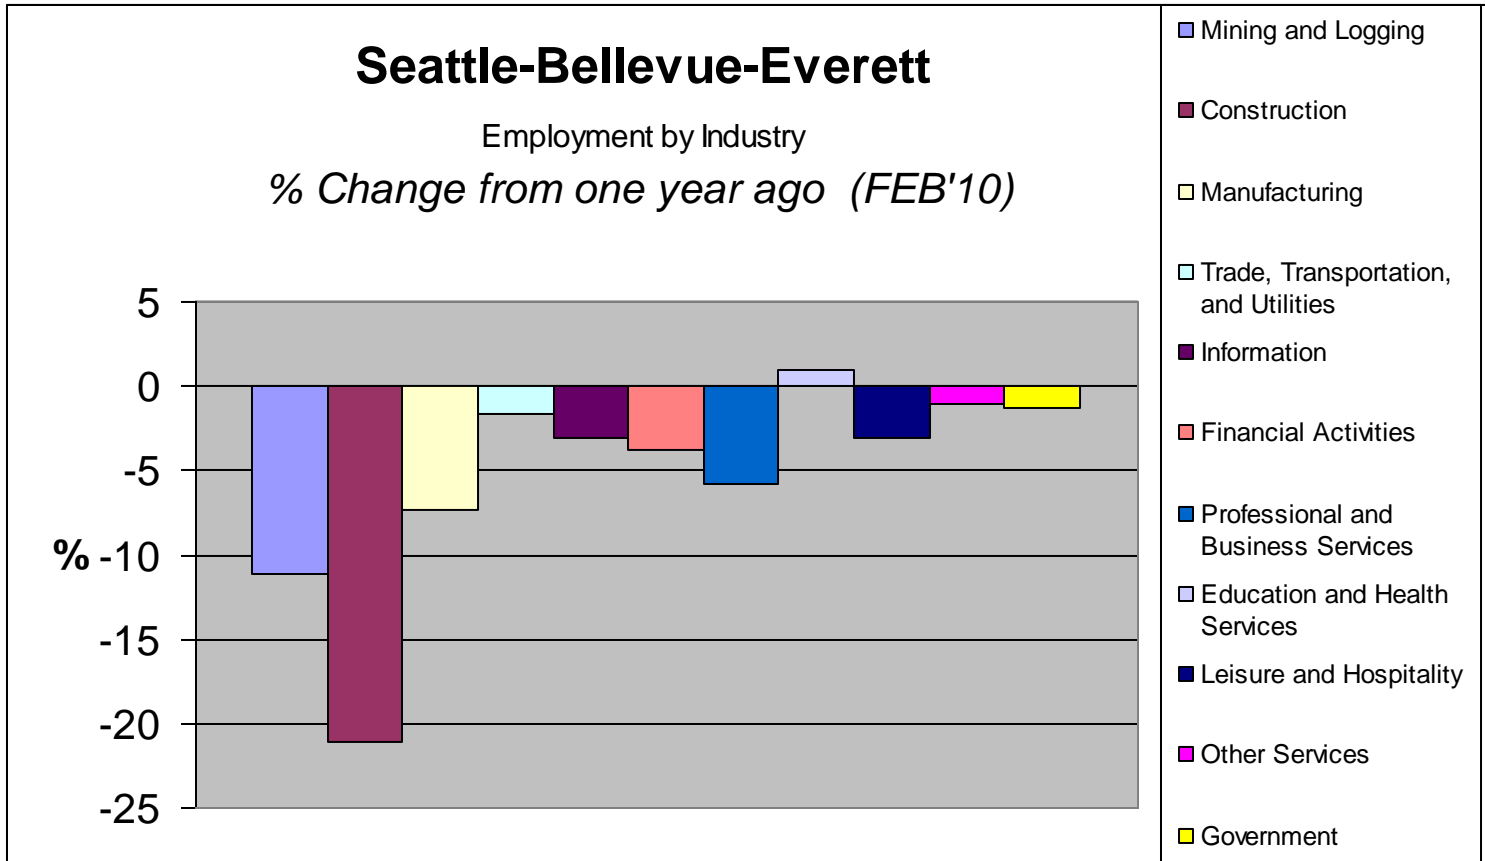 Seattle-Bellevue-Everett
Employment by Industry
% Change from one year ago (FEB'10)
5
0
-5
-10
-15
-20
-25
%
Mining and Logging
Construction
Manufacturing
Trade, Transportation,
and Utilities
Information
Financial Activities
Professional and
Business Services
Education and Health
Services
Leisure and Hospitality
Other Services
Government